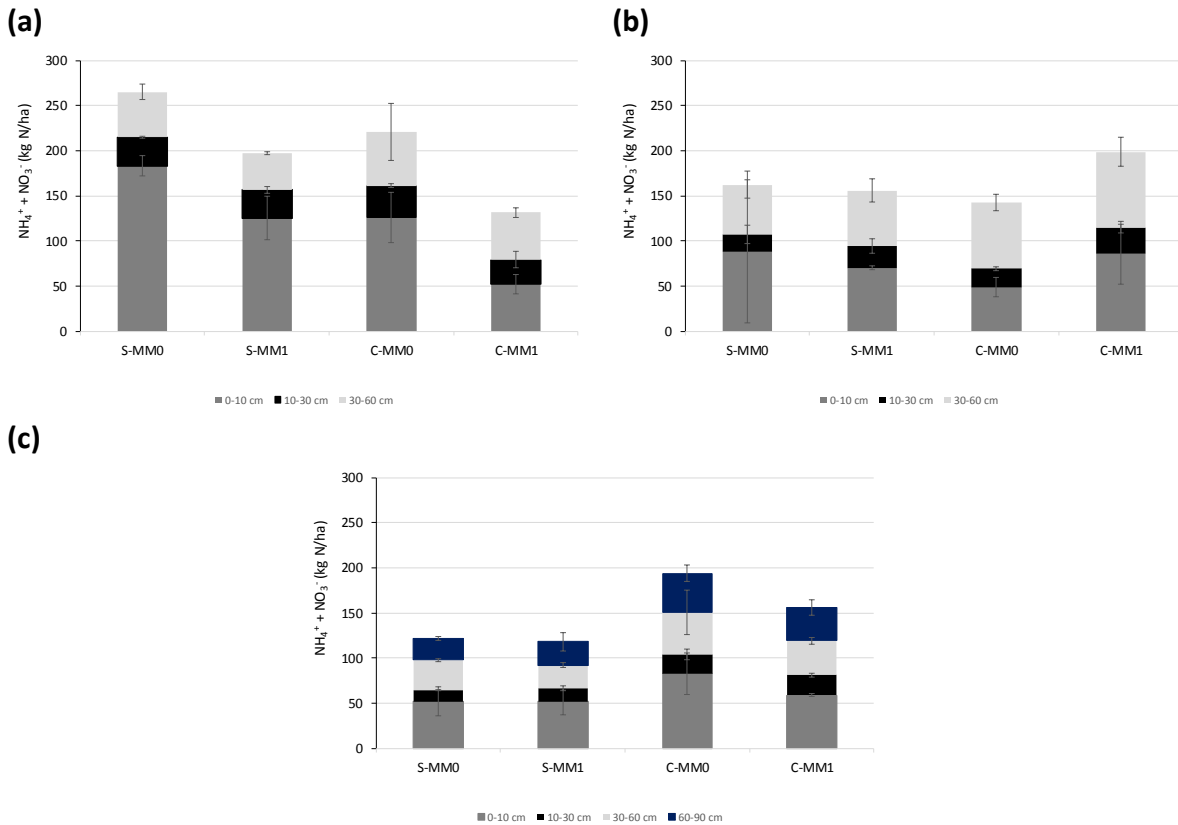 (a)
NH₄⁺ + NO₃⁻ (kg N/ha)
300
250
200
150
100
50
0
S-MM0 S-MM1 C-MM0 C-MM1
0-10 cm 10-30 cm 30-60 cm
(b)
NH₄⁺ + NO₃⁻ (kg N/ha)
300
250
200
150
100
50
0
S-MM0 S-MM1 C-MM0 C-MM1
0-10 cm 10-30 cm 30-60 cm
(c)
NH₄⁺ + NO₃⁻ (kg N/ha)
300
250
200
150
100
50
0
S-MM0 S-MM1 C-MM0 C-MM1
0-10 cm 10-30 cm 30-60 cm 60-90 cm